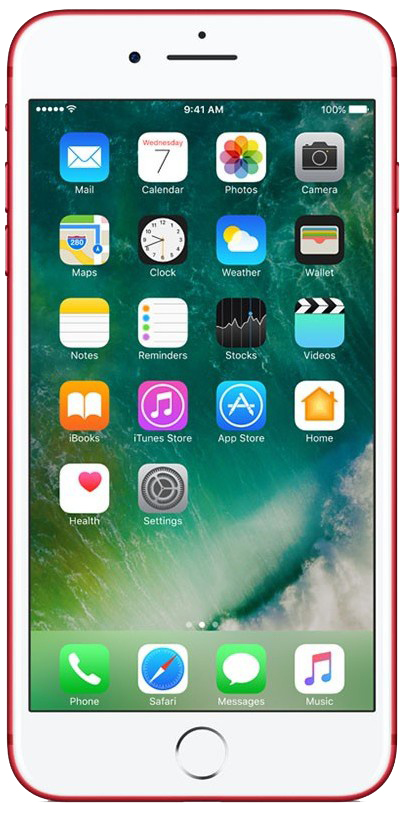 9:41 AM 100%
Wednesday
7
Mail Calendar Photos Camera
280
Maps Clock Weather Wallet
Notes Reminders Stocks Videos
iBooks iTunes Store App Store Home
Health Settings
Phone Safari Messages Music